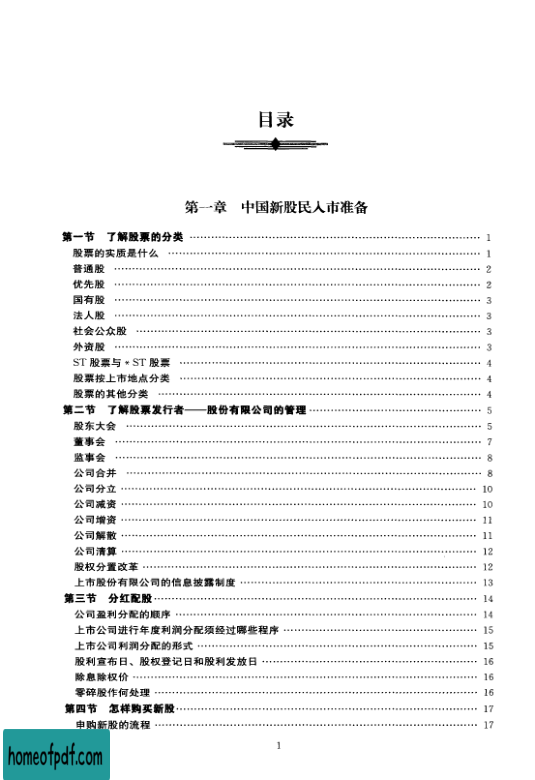 目录
第一章 中国新股民入市准备
第一节 了解股票的分类 …… 1
股票的实质是什么 …… 1
普通股 …… 2
优先股 …… 2
国有股 …… 3
法人股 …… 3
社会公众股 …… 3
外资股 …… 3
ST 股票与 * ST 股票 …… 4
股票按上市地点分类 …… 4
股票的其他分类 …… 4
第二节 了解股票发行者——股份有限公司的管理 …… 5
股东大会 …… 5
董事会 …… 7
监事会 …… 8
公司合并 …… 8
公司分立 …… 10
公司减资 …… 10
公司增资 …… 11
公司解散 …… 11
公司清算 …… 12
股权分置改革 …… 12
上市股份有限公司的信息披露制度 …… 13
第三节 分红配股 …… 14
公司盈利分配的顺序 …… 14
上市公司进行年度利润分配须经过哪些程序 …… 15
上市公司利润分配的形式 …… 15
股利宣布日、股权登记日和股利发放日 …… 16
除息除权价 …… 16
零碎股作何处理 …… 16
第四节 怎样购买新股 …… 17
申购新股的流程 …… 17
1
homeofpdf.com